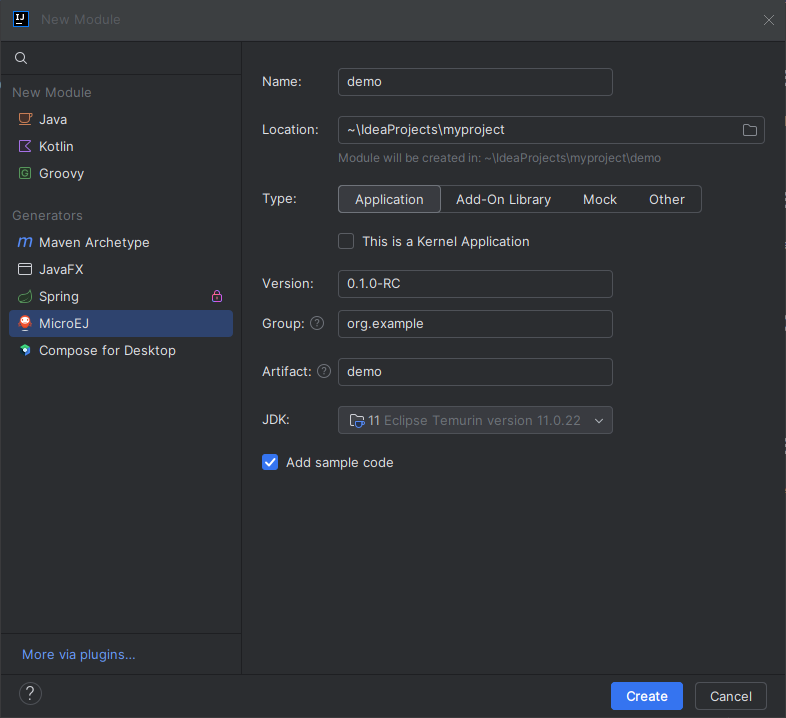 New Module
New Module
Java
Kotlin
Groovy
Generators
Maven Archetype
JavaFX
Spring
MicroEJ
Compose for Desktop
More via plugins...
Name: demo
Location: ~\IdeaProjects\myproject
Module will be created in: ~\IdeaProjects\myproject\demo
Type: Application Add-On Library Mock Other
This is a Kernel Application
Version: 0.1.0-RC
Group: ? org.example
Artifact: ? demo
JDK: 11 Eclipse Temurin version 11.0.22
Add sample code
? Create Cancel